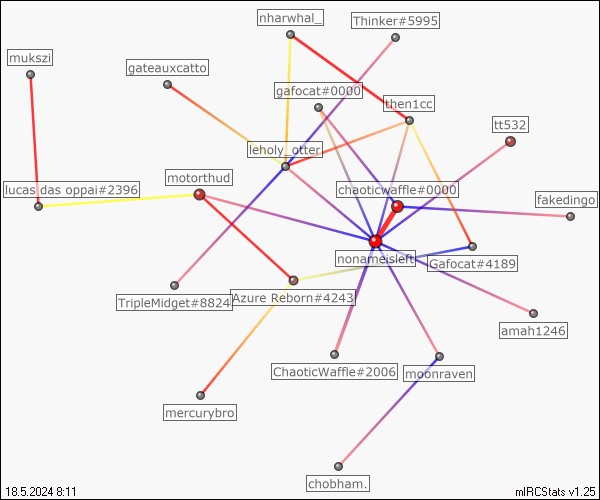 nharwhal_
Thinker#5995
mukszi
gateauxcatto
gafocat#0000
then1cc
tt532
leholy_otter
motorthud
lucas das oppai#2396
chaoticwaffle#0000
fakedingo
nonameisleft
Gafocat#4189
TripleMidget#8824
Azure Reborn#4243
amah1246
ChaoticWaffle#2006
moonraven
mercurybro
chobham.
18.5.2024 8:11
mIRCStats v1.25